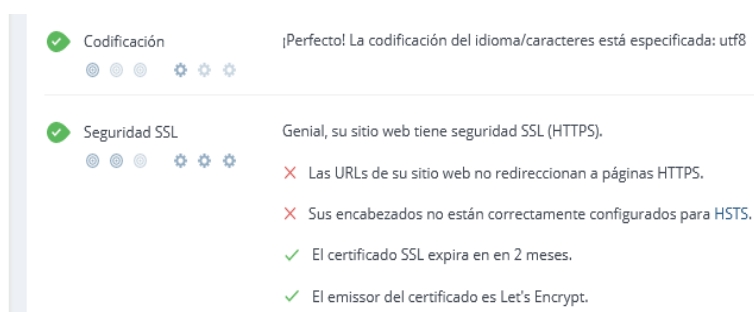 Codificación
¡Perfecto! La codificación del idioma/caracteres está especificada: utf8
Seguridad SSL
Genial, su sitio web tiene seguridad SSL (HTTPS).
Las URLs de su sitio web no redireccionan a páginas HTTPS.
Sus encabezados no están correctamente configurados para HSTS.
El certificado SSL expira en en 2 meses.
El emissor del certificado es Let's Encrypt.